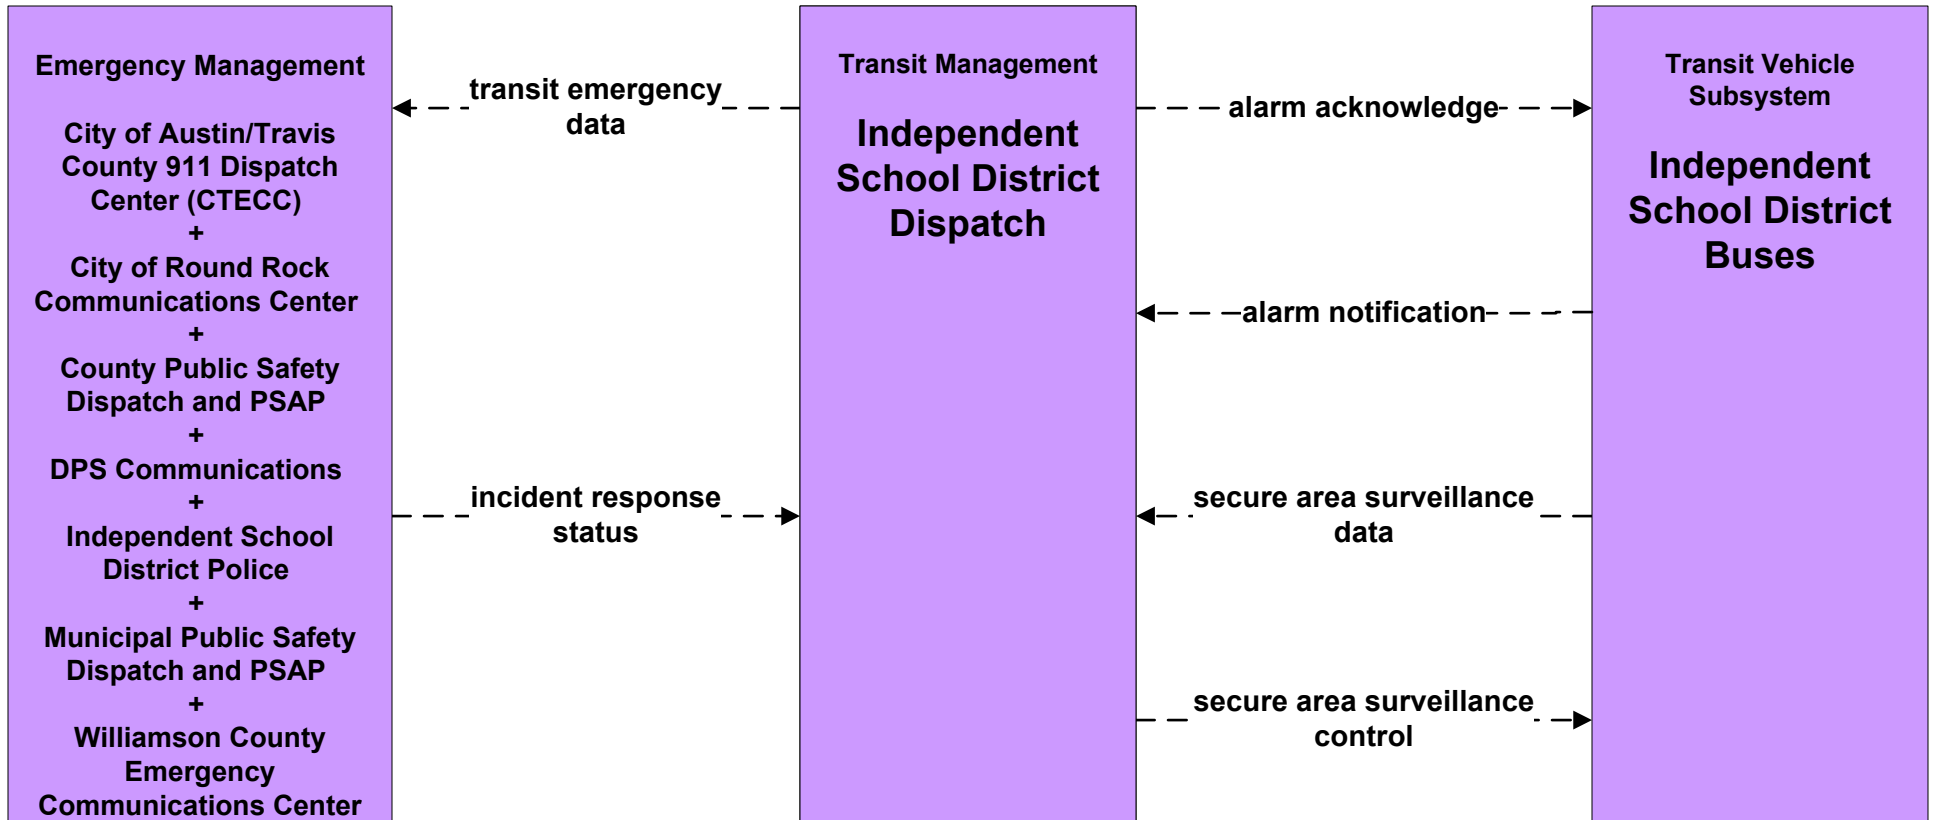 Emergency Management
City of Austin/Travis
County 911 Dispatch
Center (CTECC)
+
City of Round Rock
Communications Center
+
County Public Safety
Dispatch and PSAP
+
DPS Communications
+
Independent School
District Police
+
Municipal Public Safety
Dispatch and PSAP
+
Williamson County
Emergency
Communications Center
transit emergency
data
incident response
status
Transit Management
Independent
School District
Dispatch
alarm acknowledge
alarm notification
secure area surveillance
data
secure area surveillance
control
Transit Vehicle
Subsystem
Independent
School District
Buses